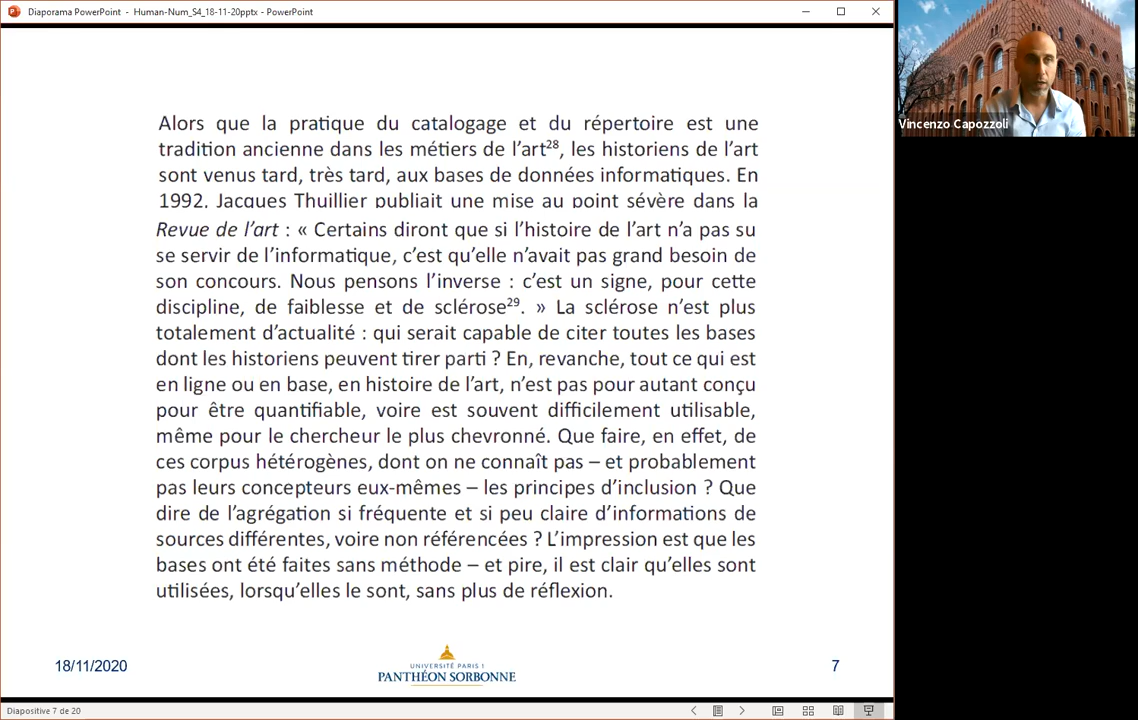 Diaporama PowerPoint - Human-Num_S4_18-11-20pptx - PowerPoint
Vincenzo Capozzoli
Alors que la pratique du catalogage et du répertoire est une
tradition ancienne dans les métiers de l’art²⁸, les historiens de l’art
sont venus tard, très tard, aux bases de données informatiques. En
1992, Jacques Thuillier publiait une mise au point sévère dans la
Revue de l’art : « Certains diront que si l’histoire de l’art n’a pas su
se servir de l’informatique, c’est qu’elle n’avait pas grand besoin de
son concours. Nous pensons l’inverse : c’est un signe, pour cette
discipline, de faiblesse et de sclérose²⁹. » La sclérose n’est plus
totalement d’actualité : qui serait capable de citer toutes les bases
dont les historiens peuvent tirer parti ? En, revanche, tout ce qui est
en ligne ou en base, en histoire de l’art, n’est pas pour autant conçu
pour être quantifiable, voire est souvent difficilement utilisable,
même pour le chercheur le plus chevronné. Que faire, en effet, de
ces corpus hétérogènes, dont on ne connaît pas – et probablement
pas leurs concepteurs eux-mêmes – les principes d’inclusion ? Que
dire de l’agrégation si fréquente et si peu claire d’informations de
sources différentes, voire non référencées ? L’impression est que les
bases ont été faites sans méthode – et pire, il est clair qu’elles sont
utilisées, lorsqu’elles le sont, sans plus de réflexion.
18/11/2020
UNIVERSITÉ PARIS 1
PANTHÉON SORBONNE
7
Diapositive 7 de 20